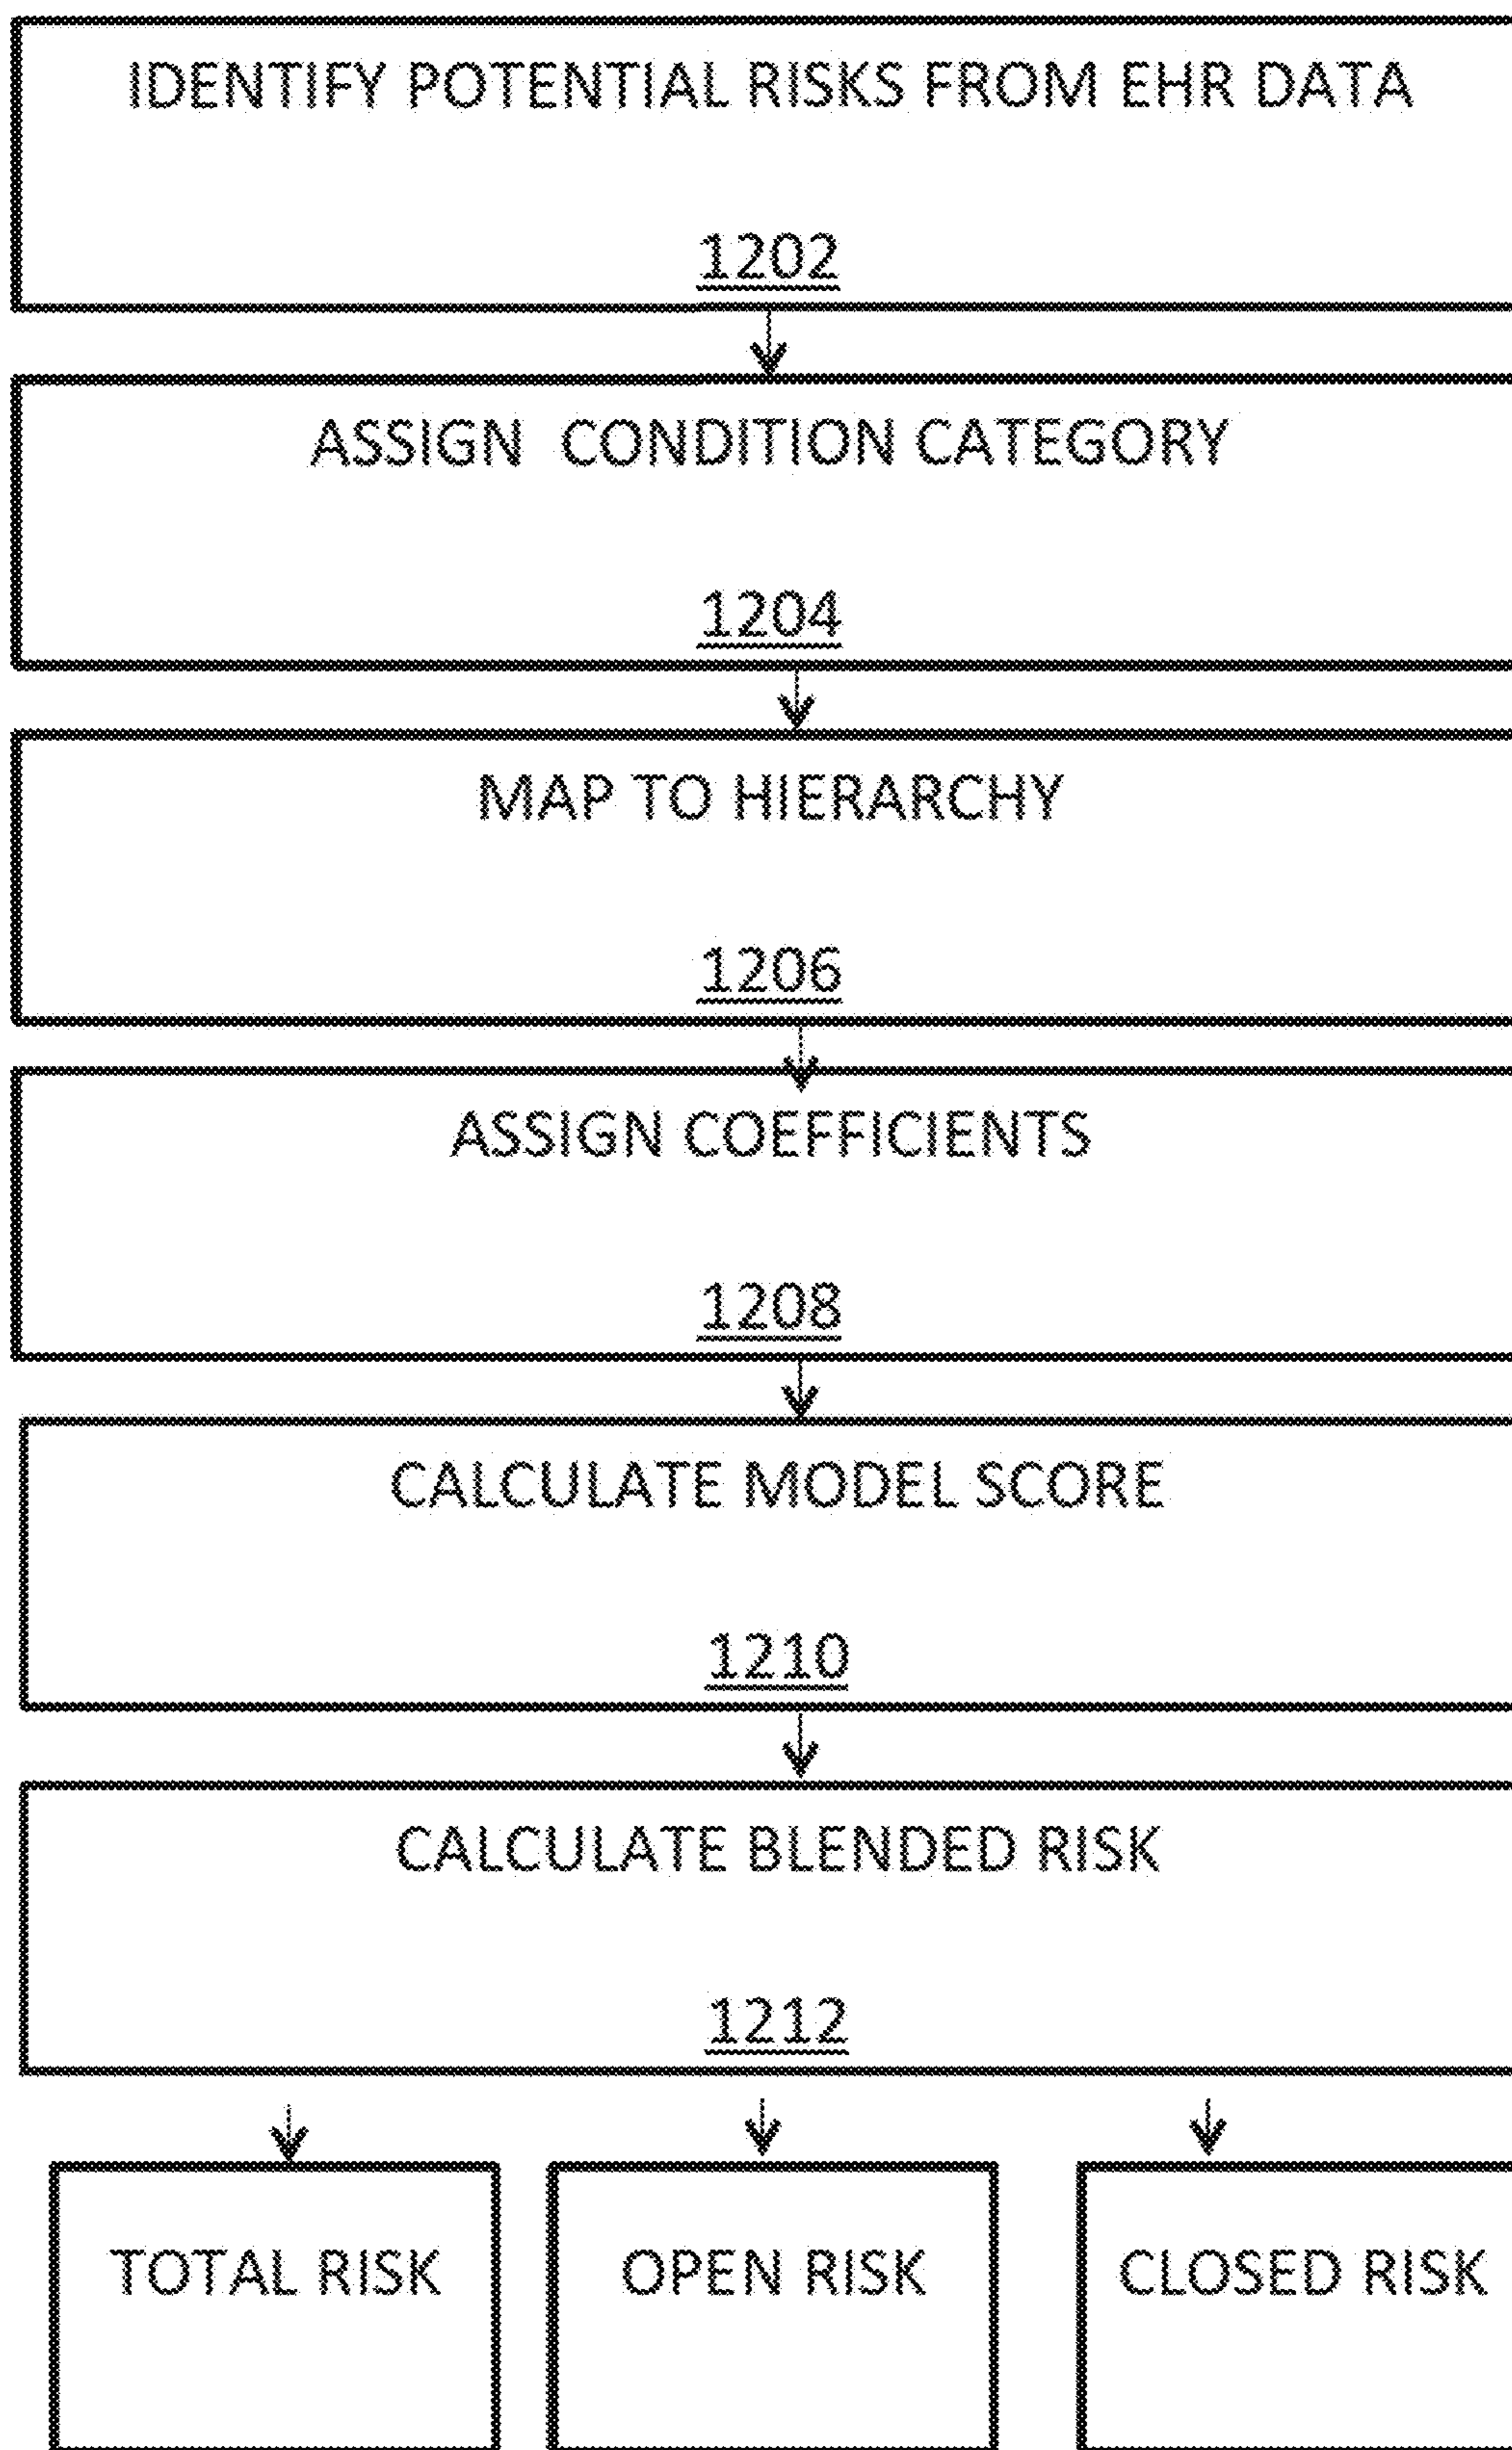 IDENTIFY POTENTIAL RISKS FROM EHR DATA
1202
ASSIGN CONDITION CATEGORY
1204
MAP TO HIERARCHY
1206
ASSIGN COEFFICIENTS
1208
CALCULATE MODEL SCORE
1210
CALCULATE BLENDED RISK
1212
TOTAL RISK
OPEN RISK
CLOSED RISK